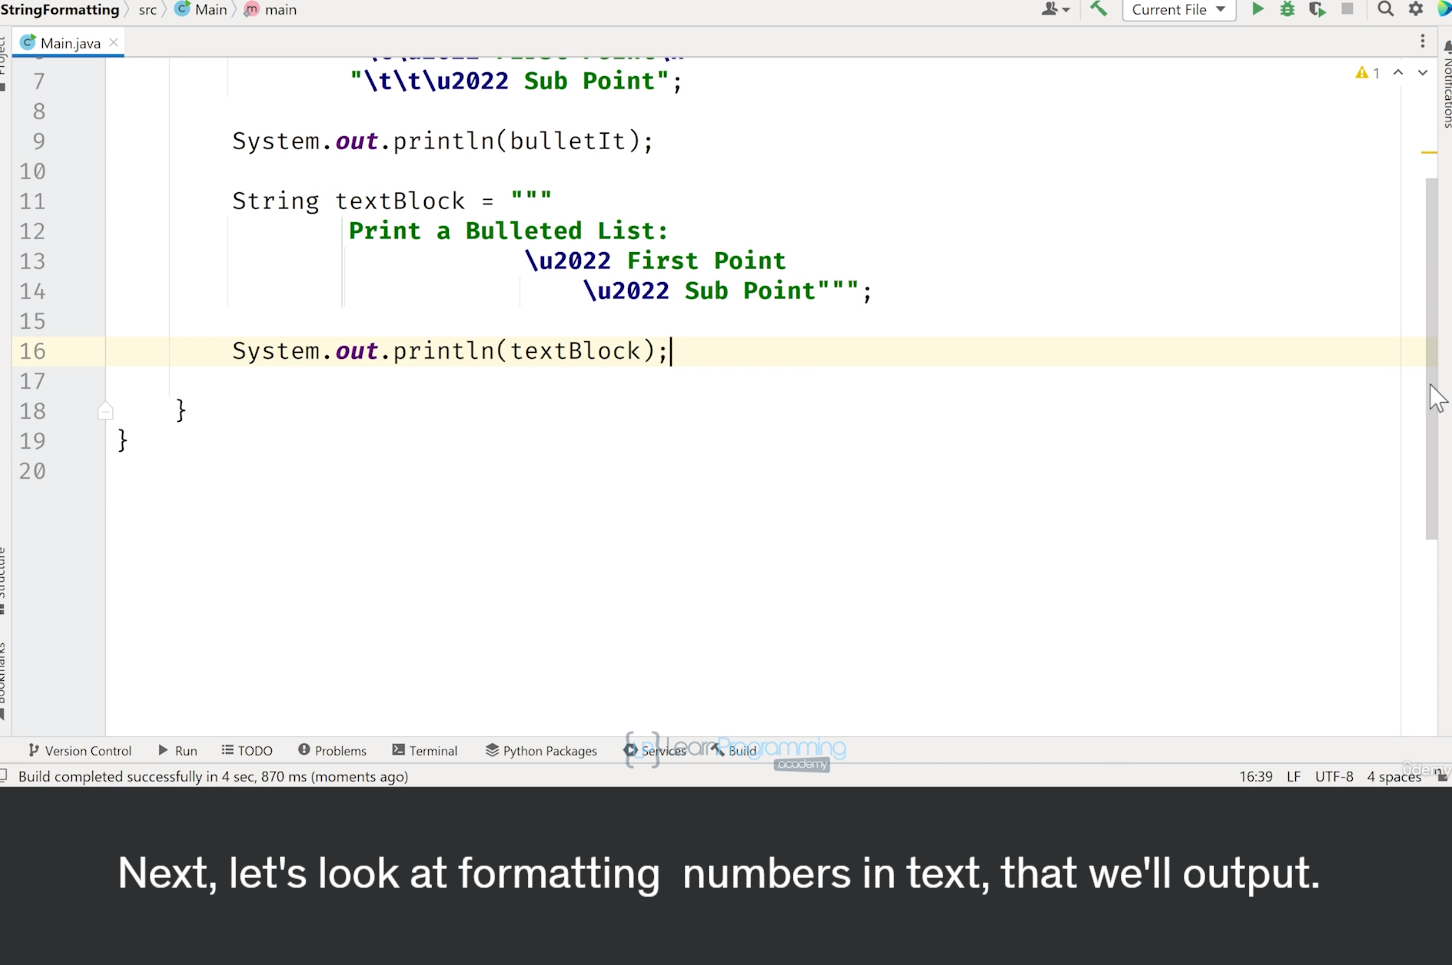 StringFormatting src Main main Current File
Project
Main.java
Notifications
1
7 "\t\t\u2022 Sub Point";
8
9 System.out.println(bulletIt);
10
11 String textBlock = """
12 Print a Bulleted List:
13 \u2022 First Point
14 \u2022 Sub Point""";
15
16 System.out.println(textBlock);
17
18 }
19 }
20
Structure
Bookmarks
Version Control Run TODO Problems Terminal Python Packages Services Build
LearnProgramming
academy
Build completed successfully in 4 sec, 870 ms (moments ago) 16:39 LF UTF-8 4 spaces
udemy
Next, let's look at formatting numbers in text, that we'll output.